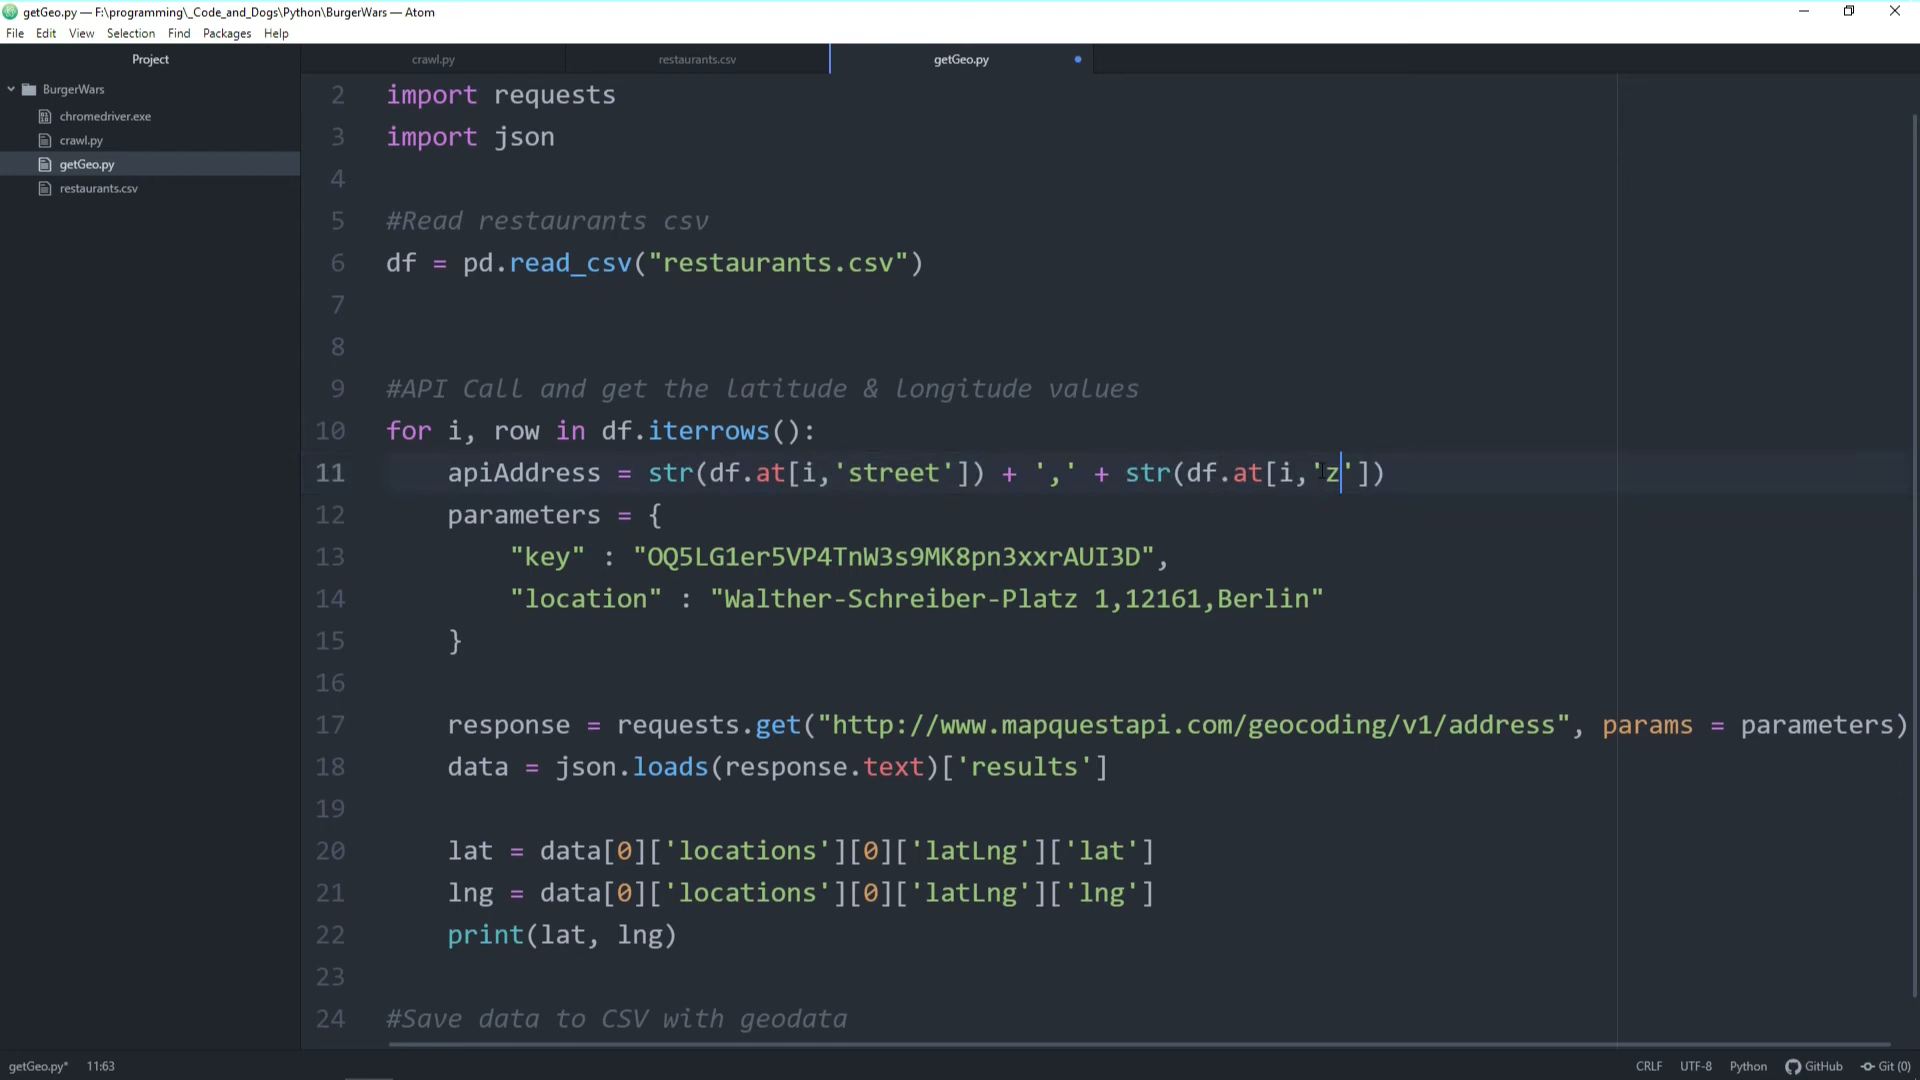 getGeo.py — F:\programming\_Code_and_Dogs\Python\BurgerWars — Atom
File Edit View Selection Find Packages Help
Project
crawl.py restaurants.csv getGeo.py
BurgerWars
chromedriver.exe
crawl.py
getGeo.py
restaurants.csv
2 import requests
3 import json
4
5 #Read restaurants csv
6 df = pd.read_csv("restaurants.csv")
7
8
9 #API Call and get the latitude & longitude values
10 for i, row in df.iterrows():
11 apiAddress = str(df.at[i,'street']) + ',' + str(df.at[i,'z'])
12 parameters = {
13 "key" : "OQ5LG1er5VP4TnW3s9MK8pn3xxrAUI3D",
14 "location" : "Walther-Schreiber-Platz 1,12161,Berlin"
15 }
16
17 response = requests.get("http://www.mapquestapi.com/geocoding/v1/address", params = parameters)
18 data = json.loads(response.text)['results']
19
20 lat = data[0]['locations'][0]['latLng']['lat']
21 lng = data[0]['locations'][0]['latLng']['lng']
22 print(lat, lng)
23
24 #Save data to CSV with geodata
getGeo.py* 11:63 CRLF UTF-8 Python GitHub Git (0)